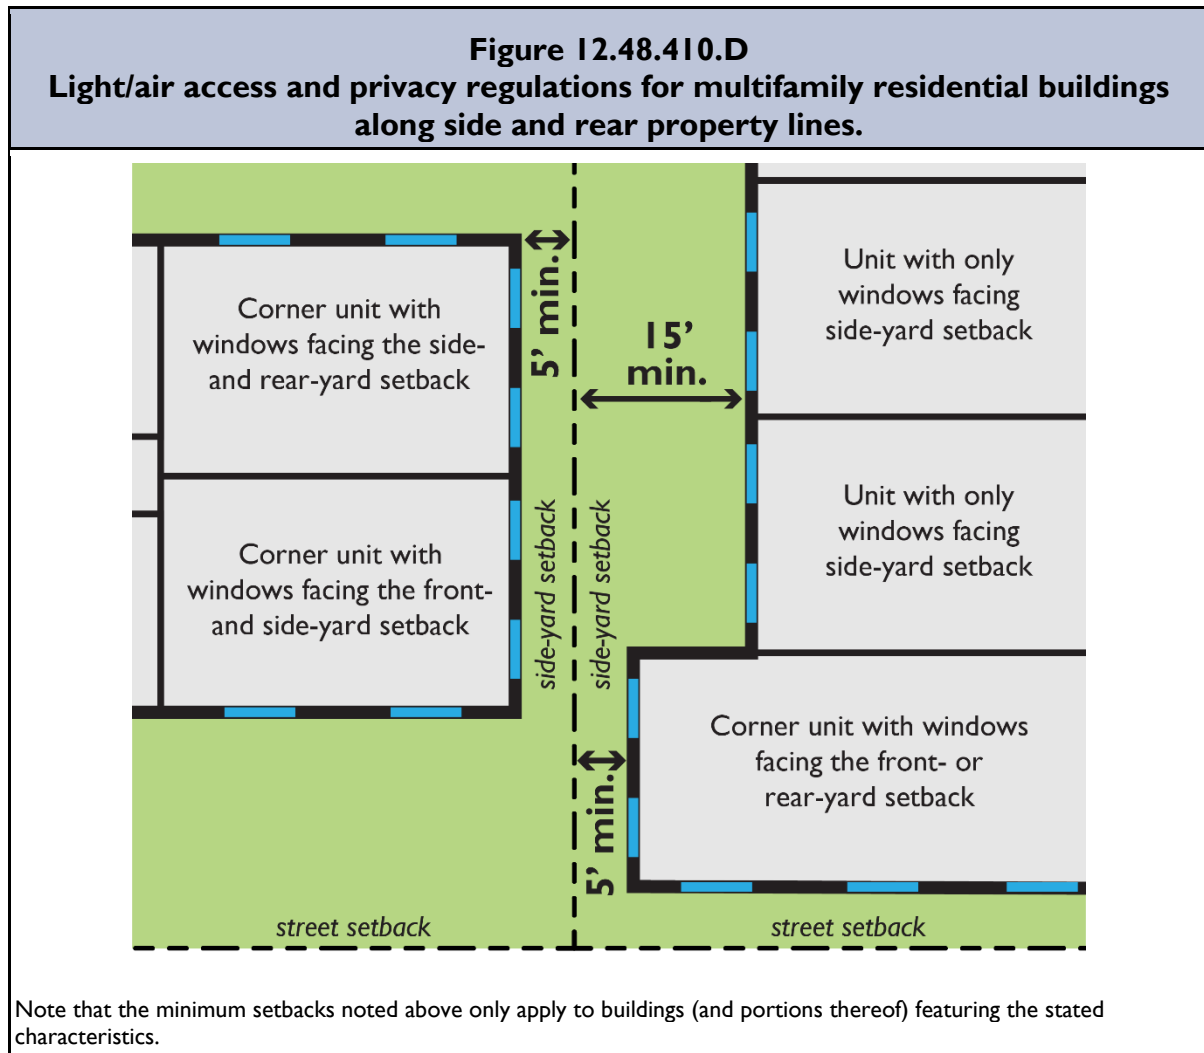 Figure 12.48.410.D
Light/air access and privacy regulations for multifamily residential buildings
along side and rear property lines.
Corner unit with
windows facing the side-
and rear-yard setback
Corner unit with
windows facing the front-
and side-yard setback
5’ min.
side-yard setback
side-yard setback
15’
min.
5’ min.
Unit with only
windows facing
side-yard setback
Unit with only
windows facing
side-yard setback
Corner unit with windows
facing the front- or
rear-yard setback
street setback
street setback
Note that the minimum setbacks noted above only apply to buildings (and portions thereof) featuring the stated
characteristics.